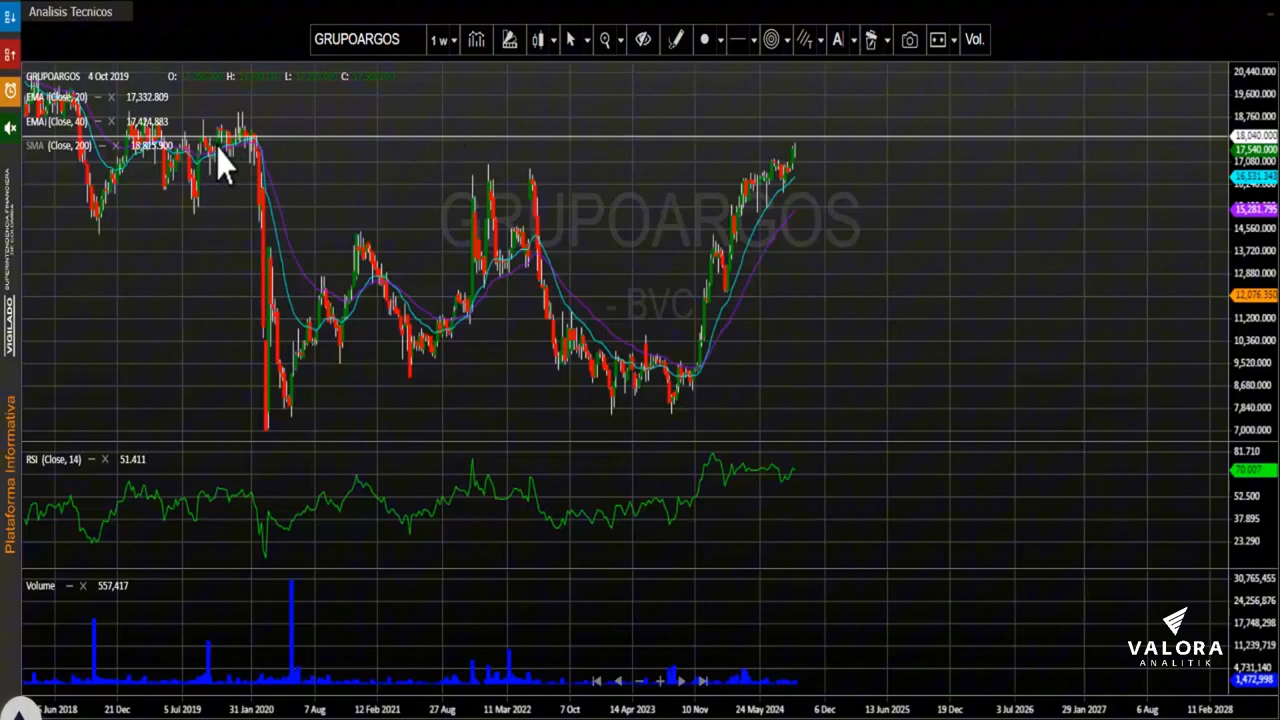 Analisis Tecnicos
GRUPOARGOS
1 w
A
Vol.
GRUPOARGOS 4 Oct 2019 O: H: L: C:
EMA (Close, 20) – X 17,332.809
EMA (Close, 40) – X 17,424.883
SMA (Close, 200) – X
GRUPOARGOS
- BVC
20,440.000
19,600.000
18,760.000
18,040.000
17,540.000
17,080.000
16,531.343
15,281.795
14,560.000
13,720.000
12,880.000
12,076.350
11,200.000
10,360.000
9,520.000
8,680.000
7,840.000
7,000.000
RSI (Close, 14) – X 51.411
81.710
70.007
52.500
37.895
23.290
Volume – X 557,417
30,765,455
24,256,876
17,748,298
11,239,719
4,731,140
1,472,998
21 Dec
5 Jul 2019
31 Jan 2020
7 Aug
12 Feb 2021
27 Aug
11 Mar 2022
7 Oct
14 Apr 2023
10 Nov
24 May 2024
6 Dec
13 Jun 2025
19 Dec
3 Jul 2026
29 Jan 2027
6 Aug
11 Feb 2028
VIGILADO
SUPERINTENDENCIA FINANCIERA
DE COLOMBIA
Plataforma Informativa
VALORA
ANALITIK